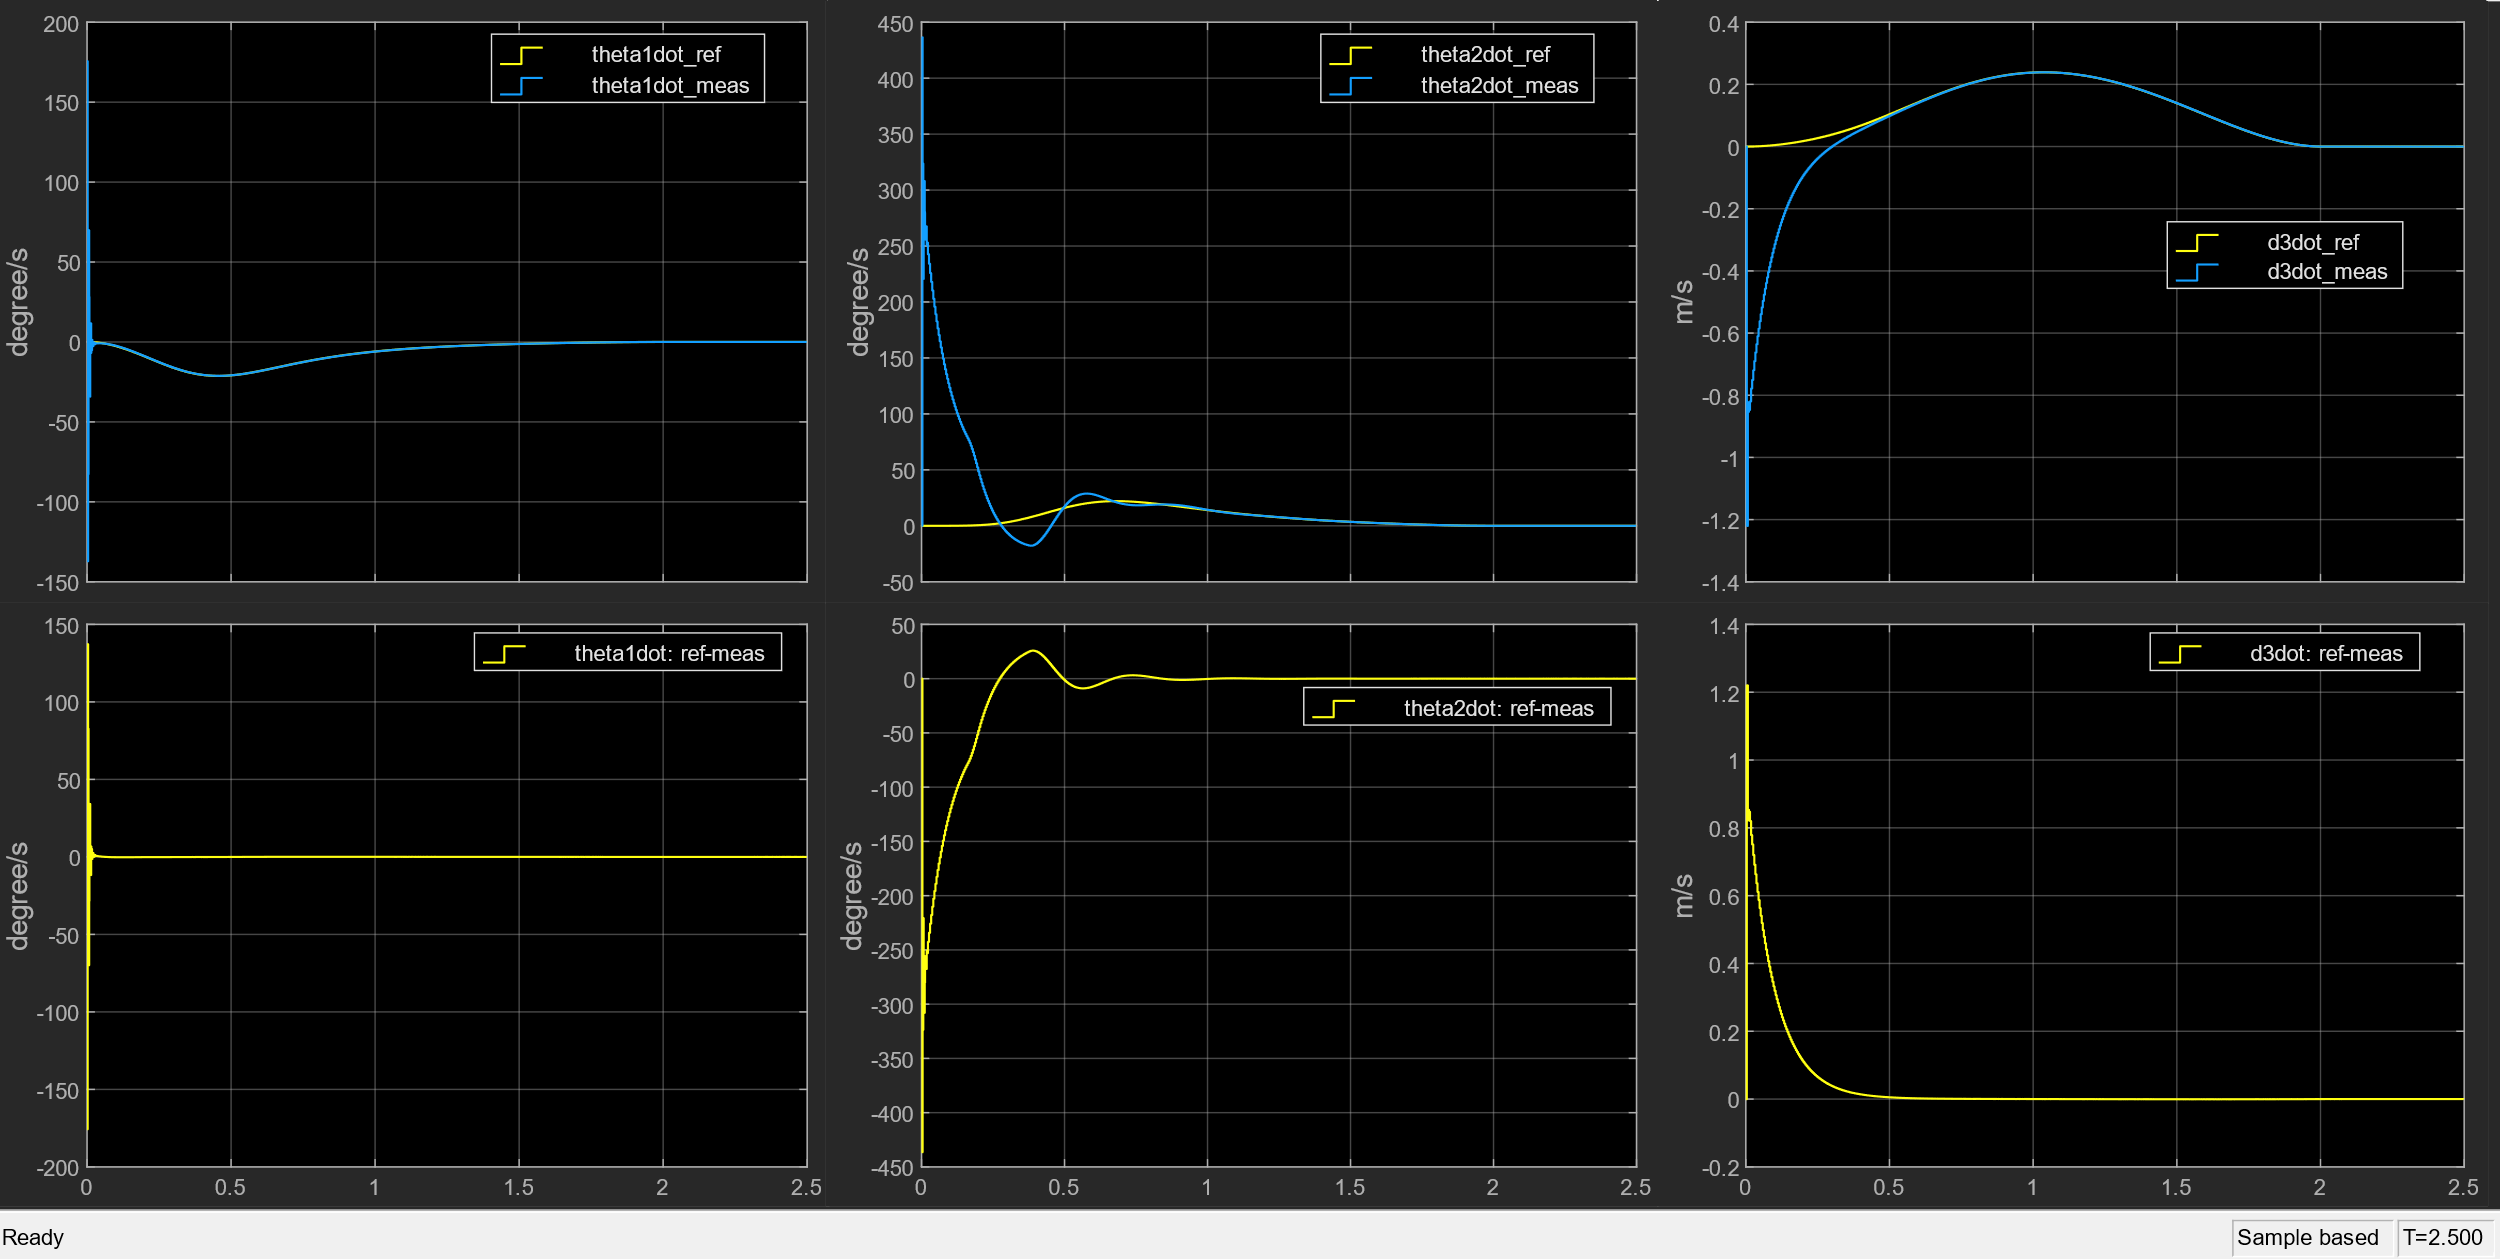 200
150
100
50
0
-50
-100
-150
degree/s
theta1dot_ref
theta1dot_meas
450
400
350
300
250
200
150
100
50
0
-50
degree/s
theta2dot_ref
theta2dot_meas
0.4
0.2
0
-0.2
-0.4
-0.6
-0.8
-1
-1.2
-1.4
m/s
d3dot_ref
d3dot_meas
150
100
50
0
-50
-100
-150
-200
degree/s
theta1dot: ref-meas
0 0.5 1 1.5 2 2.5
50
0
-50
-100
-150
-200
-250
-300
-350
-400
-450
degree/s
theta2dot: ref-meas
0 0.5 1 1.5 2 2.5
1.4
1.2
1
0.8
0.6
0.4
0.2
0
-0.2
m/s
d3dot: ref-meas
0 0.5 1 1.5 2 2.5
Ready
Sample based T=2.500